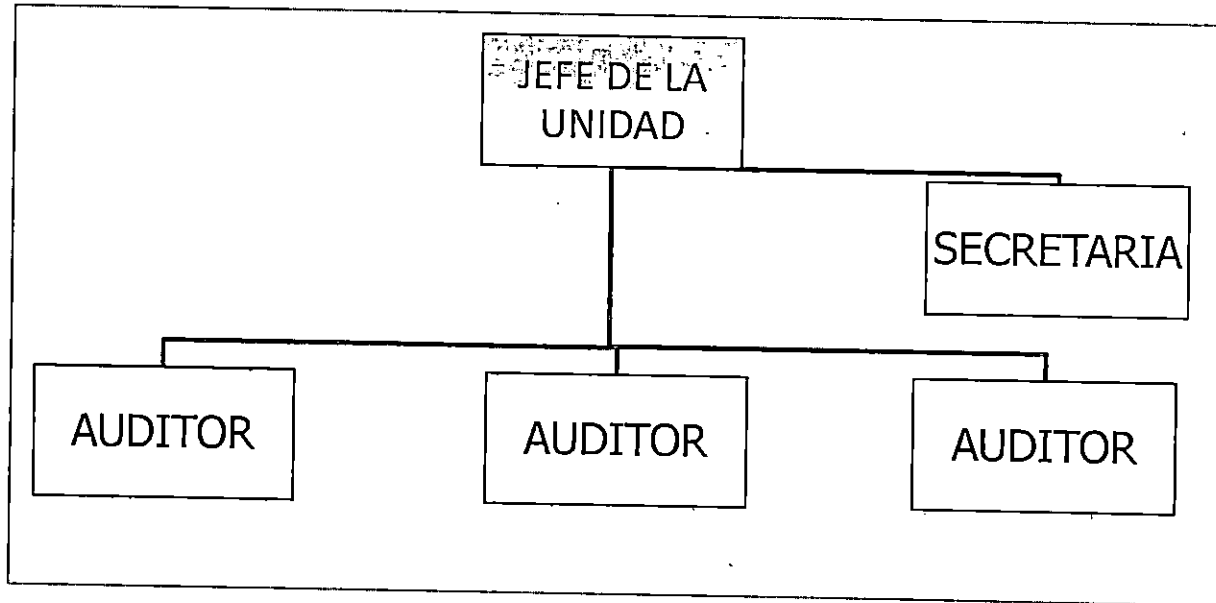 JEFE DE LA
UNIDAD
SECRETARIA
AUDITOR
AUDITOR
AUDITOR